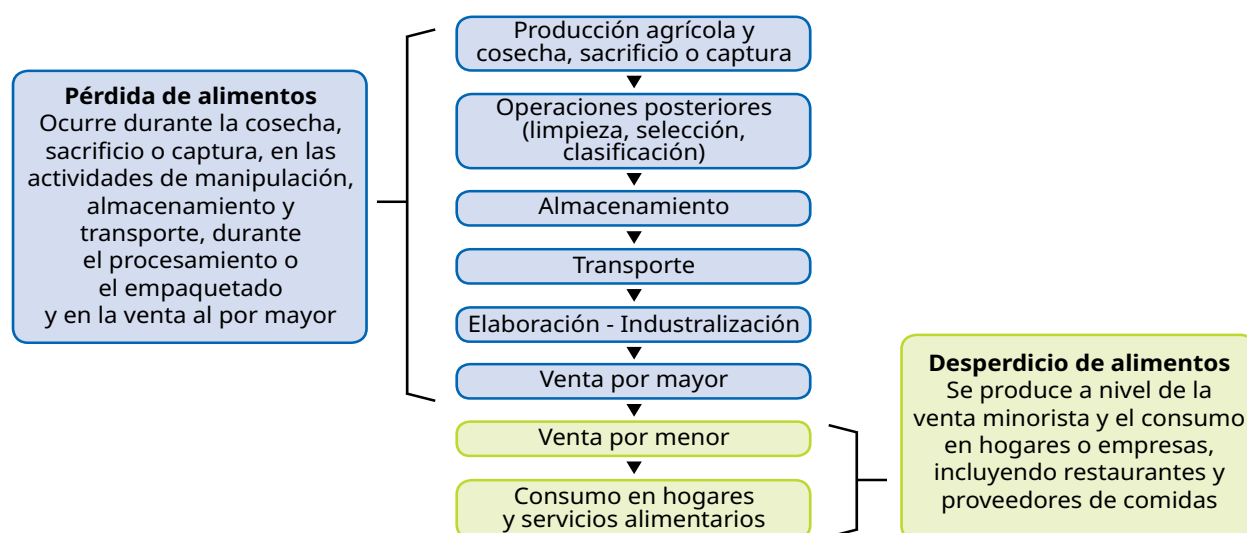 Pérdida de alimentos
Ocurre durante la cosecha,
sacrificio o captura, en las
actividades de manipulación,
almacenamiento y
transporte, durante
el procesamiento o
el empaquetado
y en la venta al por mayor
Producción agrícola y
cosecha, sacrificio o captura
Operaciones posteriores
(limpieza, selección,
clasificación)
Almacenamiento
Transporte
Elaboración - Industralización
Venta por mayor
Venta por menor
Consumo en hogares
y servicios alimentarios
Desperdicio de alimentos
Se produce a nivel de la
venta minorista y el consumo
en hogares o empresas,
incluyendo restaurantes y
proveedores de comidas